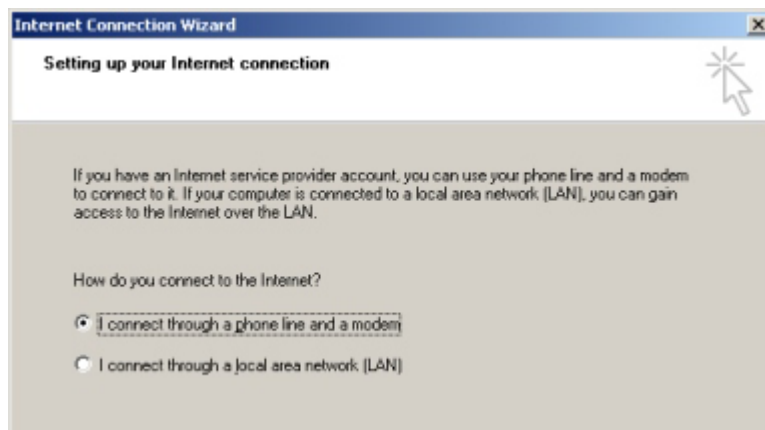 Internet Connection Wizard
Setting up your Internet connection
If you have an Internet service provider account, you can use your phone line and a modem
to connect to it. If your computer is connected to a local area network (LAN), you can gain
access to the Internet over the LAN.
How do you connect to the Internet?
I connect through a phone line and a modem
I connect through a local area network (LAN)